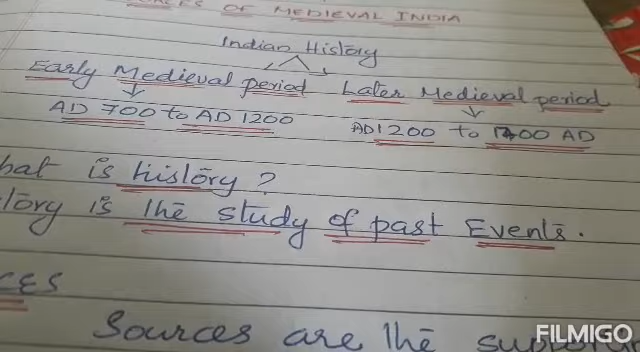 OF MEDIEVAL INDIA
Indian History
Early Medieval period Later Medieval period
AD 700 to AD 1200 AD 1200 to 1700 AD
is history?
is the study of past Events.
Sources are the
FILMIGO